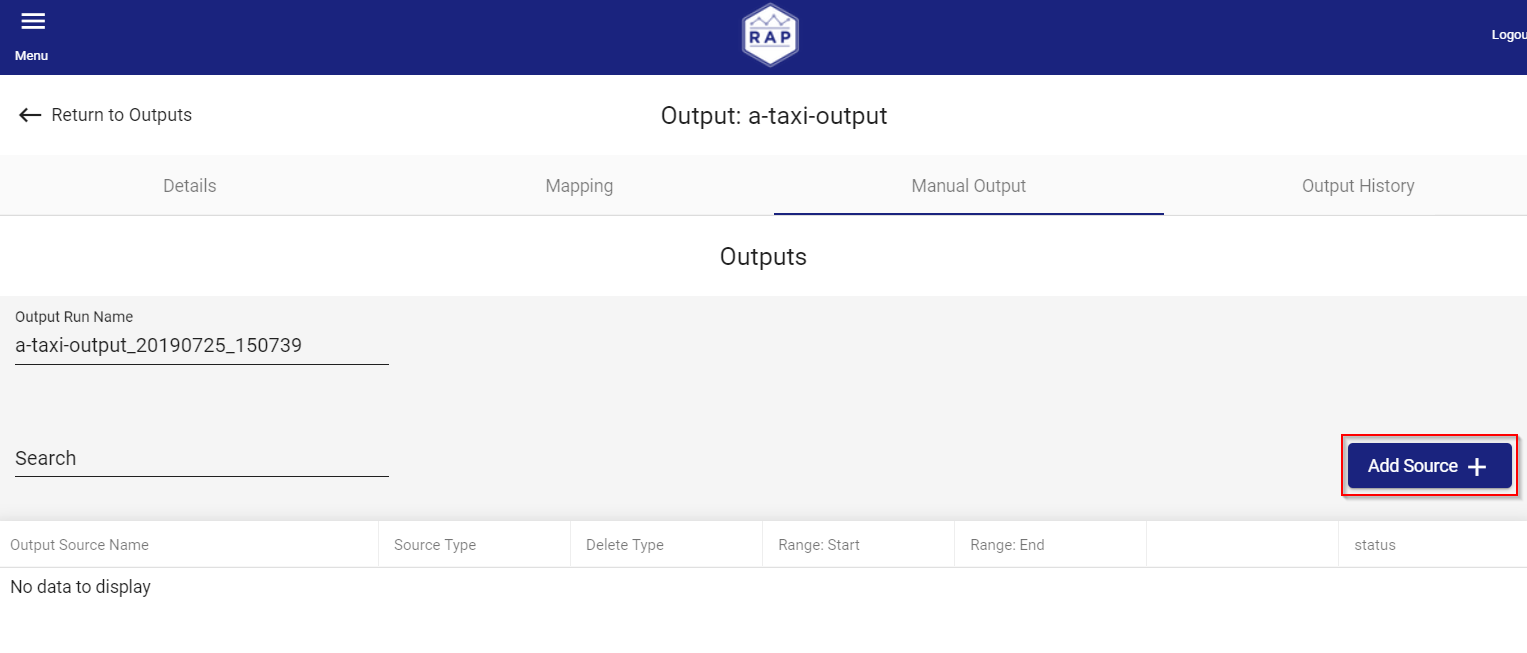 Menu
RAP
Logou
Return to Outputs
Output: a-taxi-output
Details Mapping Manual Output Output History
Outputs
Output Run Name
a-taxi-output_20190725_150739
Search
Add Source
Output Source Name Source Type Delete Type Range: Start Range: End status
No data to display